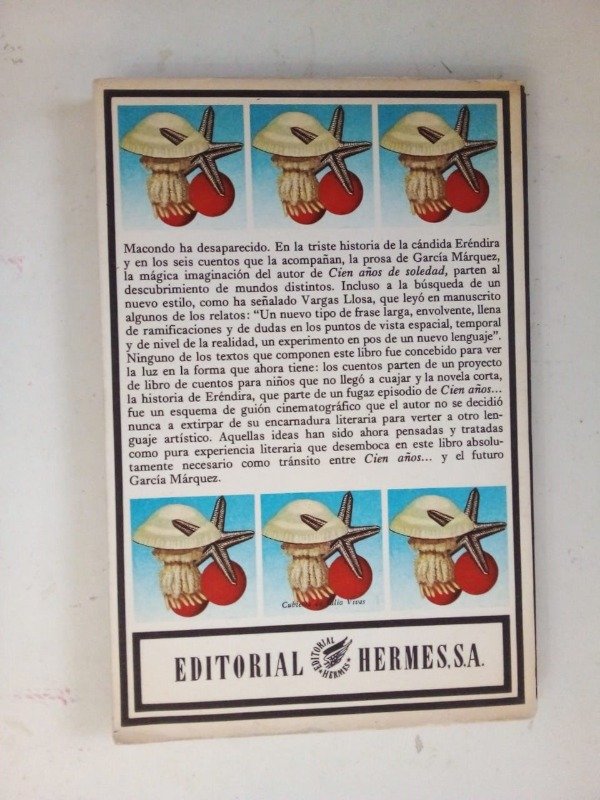 Macondo ha desaparecido. En la triste historia de la cándida Eréndira
y en los seis cuentos que la acompañan, la prosa de García Márquez,
la mágica imaginación del autor de Cien años de soledad, parten al
descubrimiento de mundos distintos. Incluso a la búsqueda de un
nuevo estilo, como ha señalado Vargas Llosa, que leyó en manuscrito
algunos de los relatos: “Un nuevo tipo de frase larga, envolvente, llena
de ramificaciones y de dudas en los puntos de vista espacial, temporal
y de nivel de la realidad, un experimento en pos de un nuevo lenguaje”.
Ninguno de los textos que componen este libro fue concebido para ver
la luz en la forma que ahora tiene: los cuentos parten de un proyecto
de libro de cuentos para niños que no llegó a cuajar y la novela corta,
la historia de Eréndira, que parte de un fugaz episodio de Cien años...
fue un esquema de guión cinematográfico que el autor no se decidió
nunca a extirpar de su encarnadura literaria para verter a otro len-
guaje artístico. Aquellas ideas han sido ahora pensadas y tratadas
como pura experiencia literaria que desemboca en este libro absolu-
tamente necesario como tránsito entre Cien años... y el futuro
García Márquez.
Vivas
EDITORIAL HERMES, S.A.
EDITORIAL
HERMES